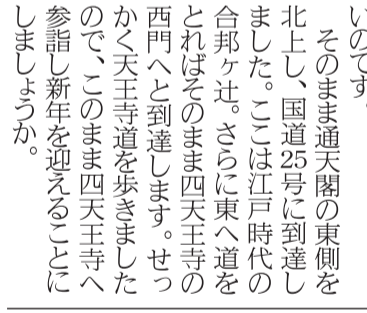 いのです。
　そのまま通天閣の東側を
北上し、国道25号に到達し
ました。ここは江戸時代の
合邦ヶ辻。さらに東へ道を
とればそのまま四天王寺の
西門へと到達します。せっ
かく天王寺道を歩きました
ので、このまま四天王寺へ
参詣し新年を迎えることに
しましょうか。